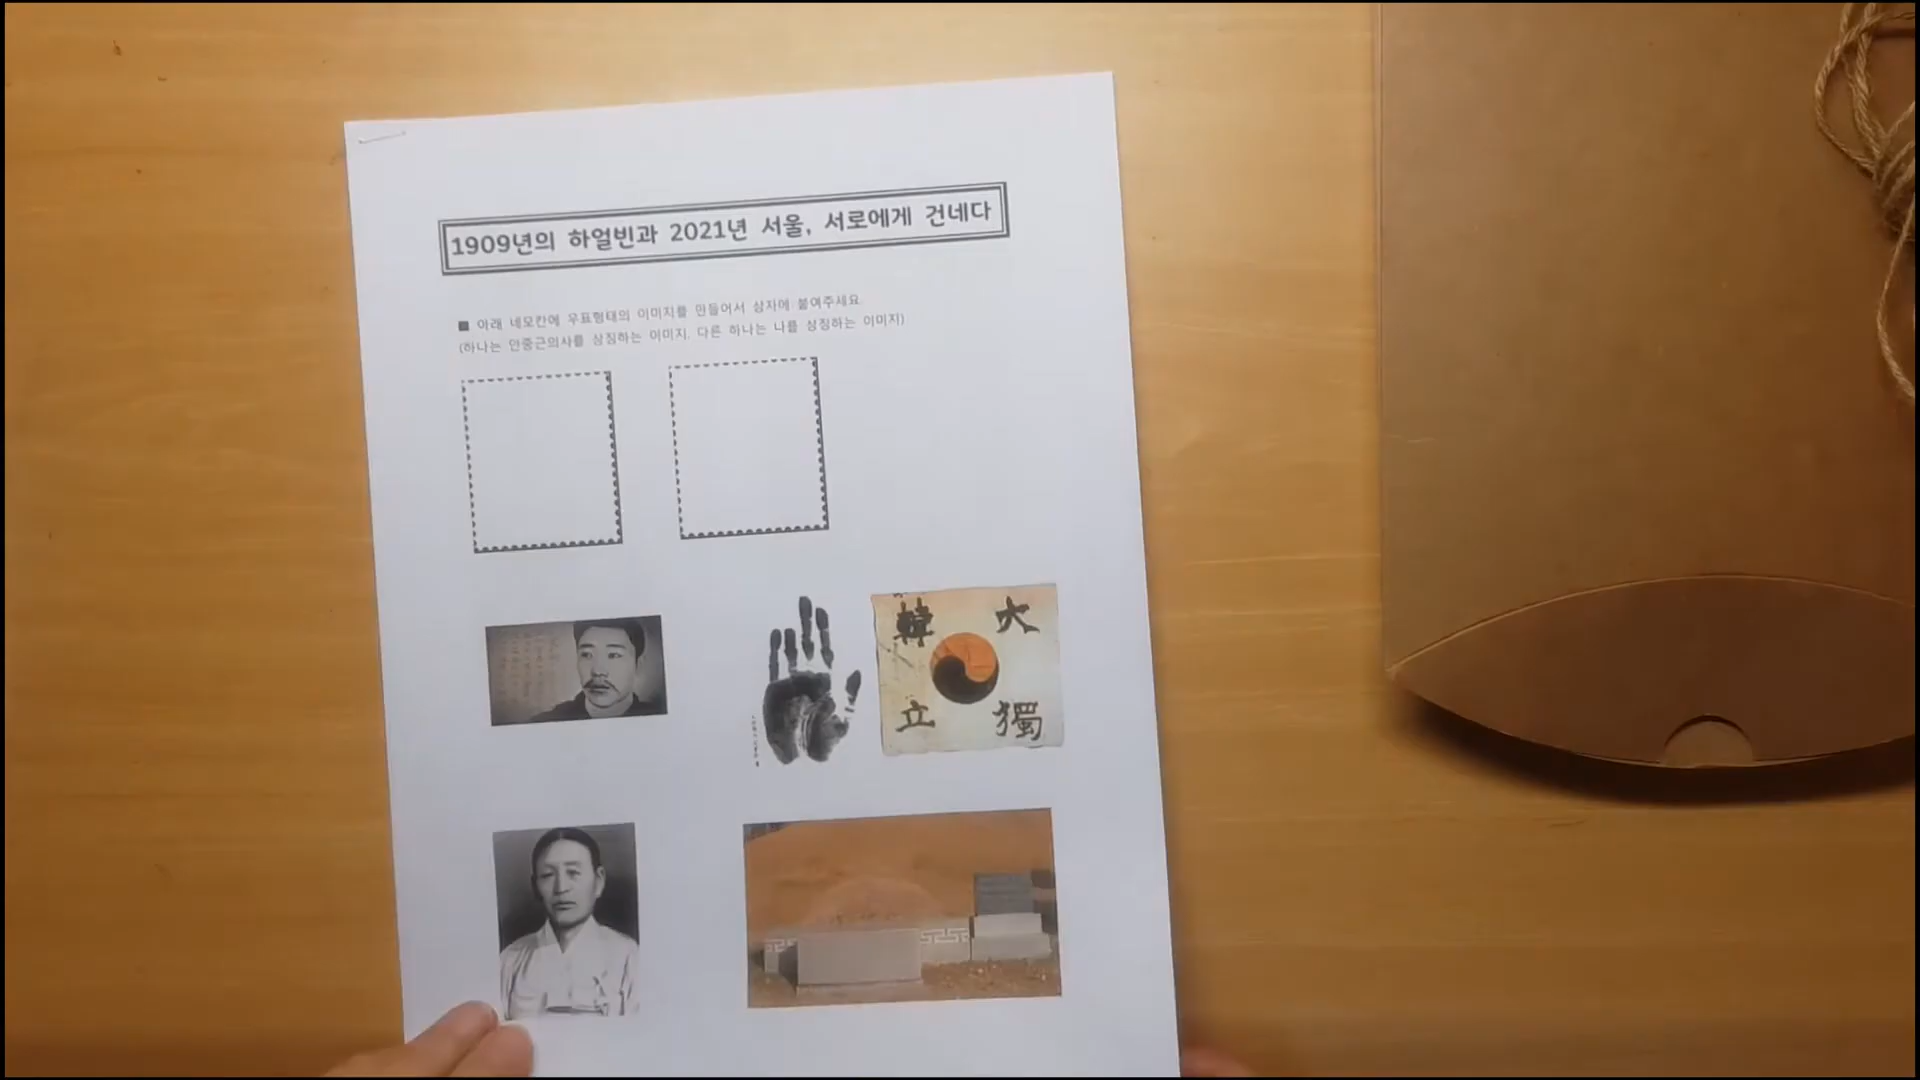 1909년의 하얼빈과 2021년 서울, 서로에게 건네다
■ 아래 네모칸에 우표형태의 이미지를 만들어서 상자에 붙여주세요.
(하나는 안중근의사를 상징하는 이미지, 다른 하나는 나를 상징하는 이미지)
韓 大
立 獨